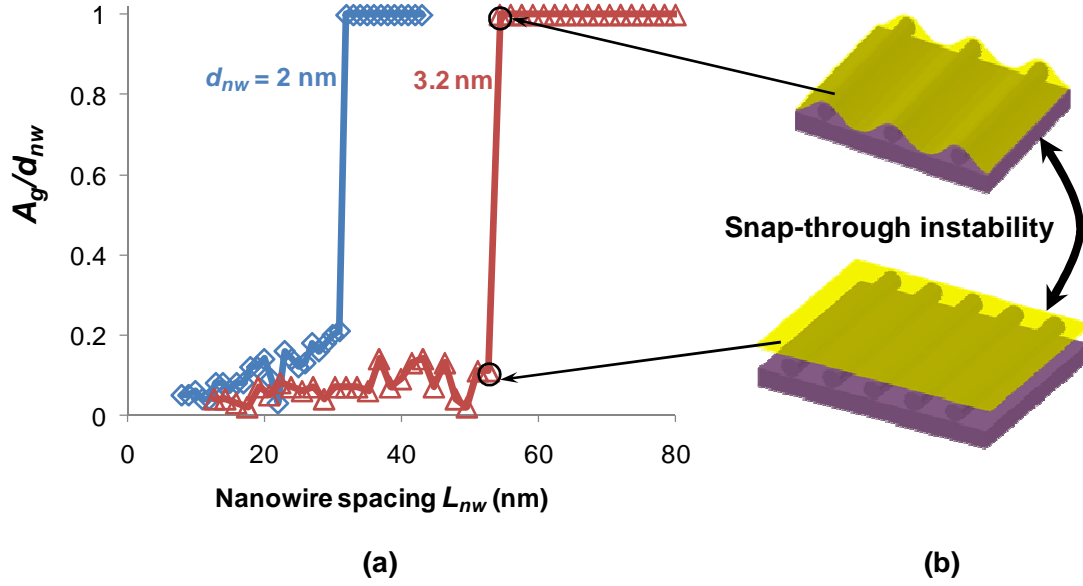 1
0.8
0.6
0.4
0.2
0
A_g/d_nw
d_nw = 2 nm
3.2 nm
0 20 40 60 80
Nanowire spacing L_nw (nm)
Snap-through instability
(a)
(b)